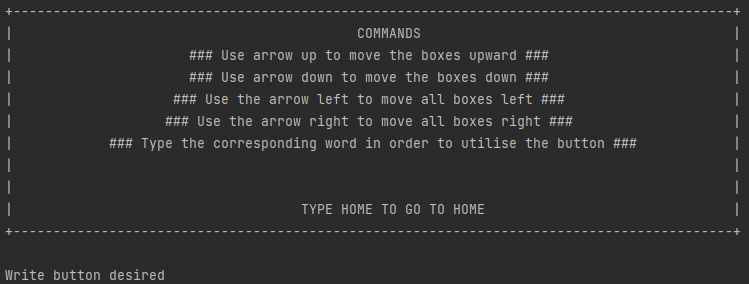 COMMANDS
### Use arrow up to move the boxes upward ###
### Use arrow down to move the boxes down ###
### Use the arrow left to move all boxes left ###
### Use the arrow right to move all boxes right ###
### Type the corresponding word in order to utilise the button ###
TYPE HOME TO GO TO HOME
Write button desired